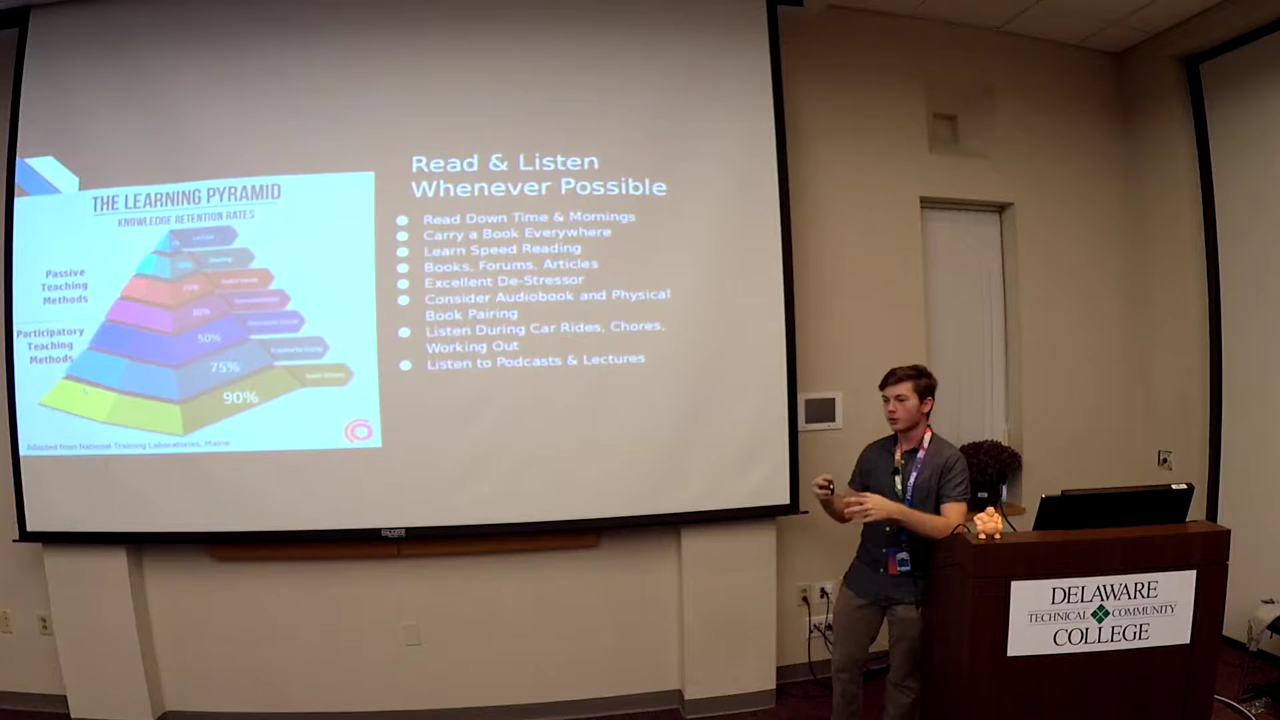 THE LEARNING PYRAMID
KNOWLEDGE RETENTION RATES
Lecture
Reading
Passive
Teaching
Methods
30%
Participatory
Teaching
Methods
50%
75%
90%
Adapted from National Training Laboratories, Maine
Read & Listen
Whenever Possible
Read Down Time & Mornings
Carry a Book Everywhere
Learn Speed Reading
Books, Forums, Articles
Excellent De-Stressor
Consider Audiobook and Physical
Book Pairing
Listen During Car Rides, Chores,
Working Out
Listen to Podcasts & Lectures
DELAWARE
TECHNICAL COMMUNITY
COLLEGE